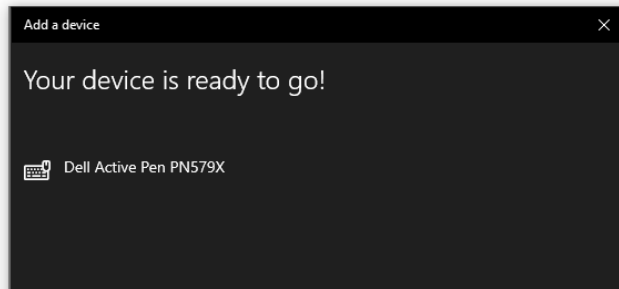 Add a device
Your device is ready to go!
Dell Active Pen PN579X